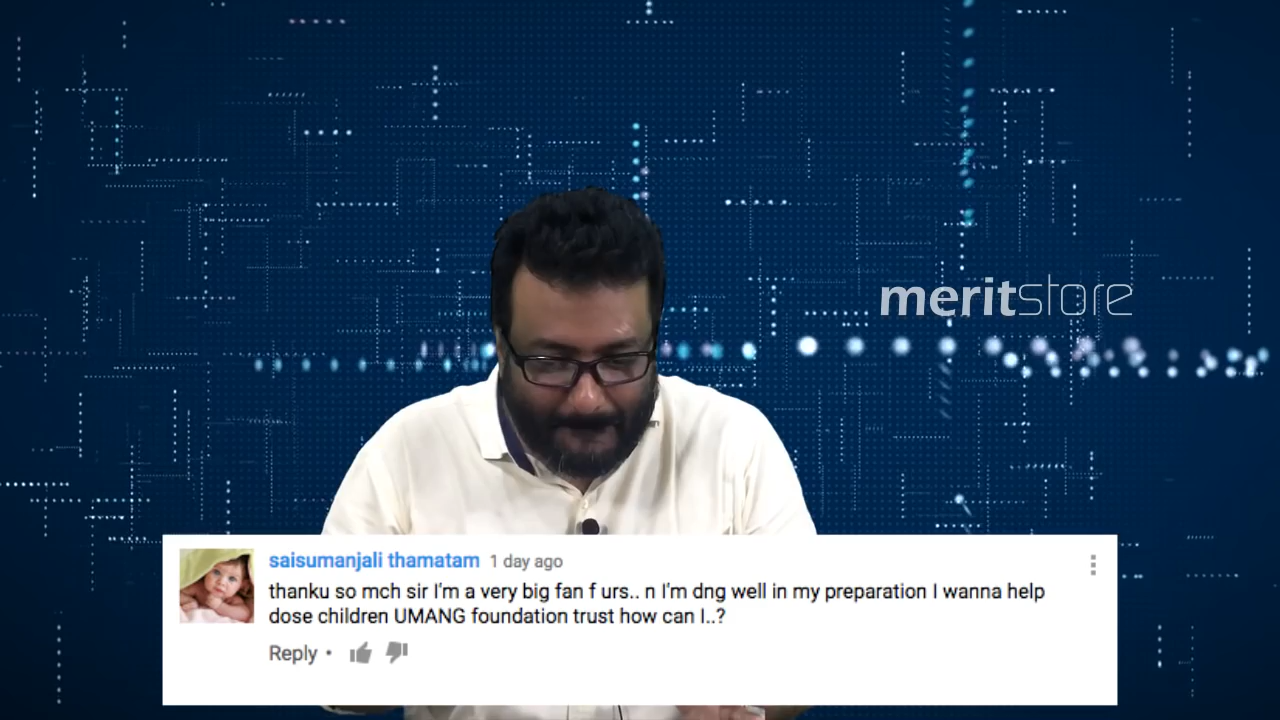 meritstore
saisumanjali thamatam 1 day ago
thanku so mch sir I'm a very big fan f urs.. n I'm dng well in my preparation I wanna help
dose children UMANG foundation trust how can I..?
Reply •